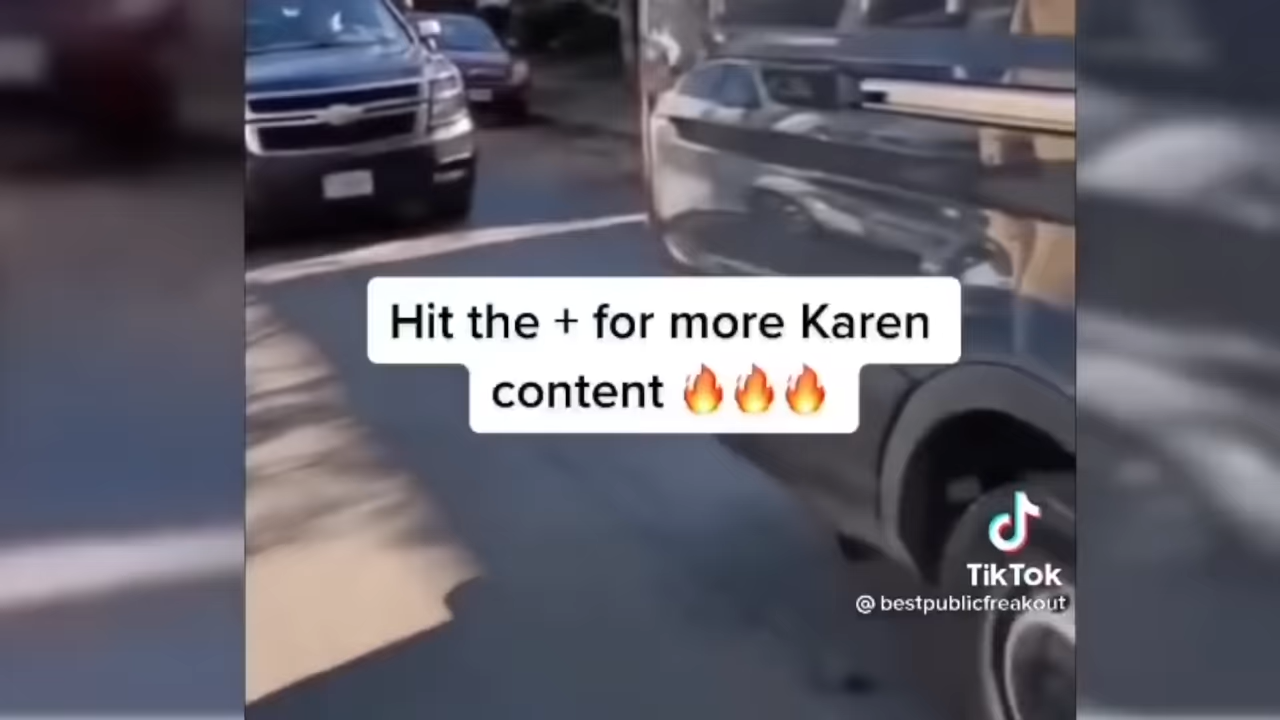 Hit the + for more Karen
content 🔥🔥🔥
TikTok
@ bestpublicfreakout